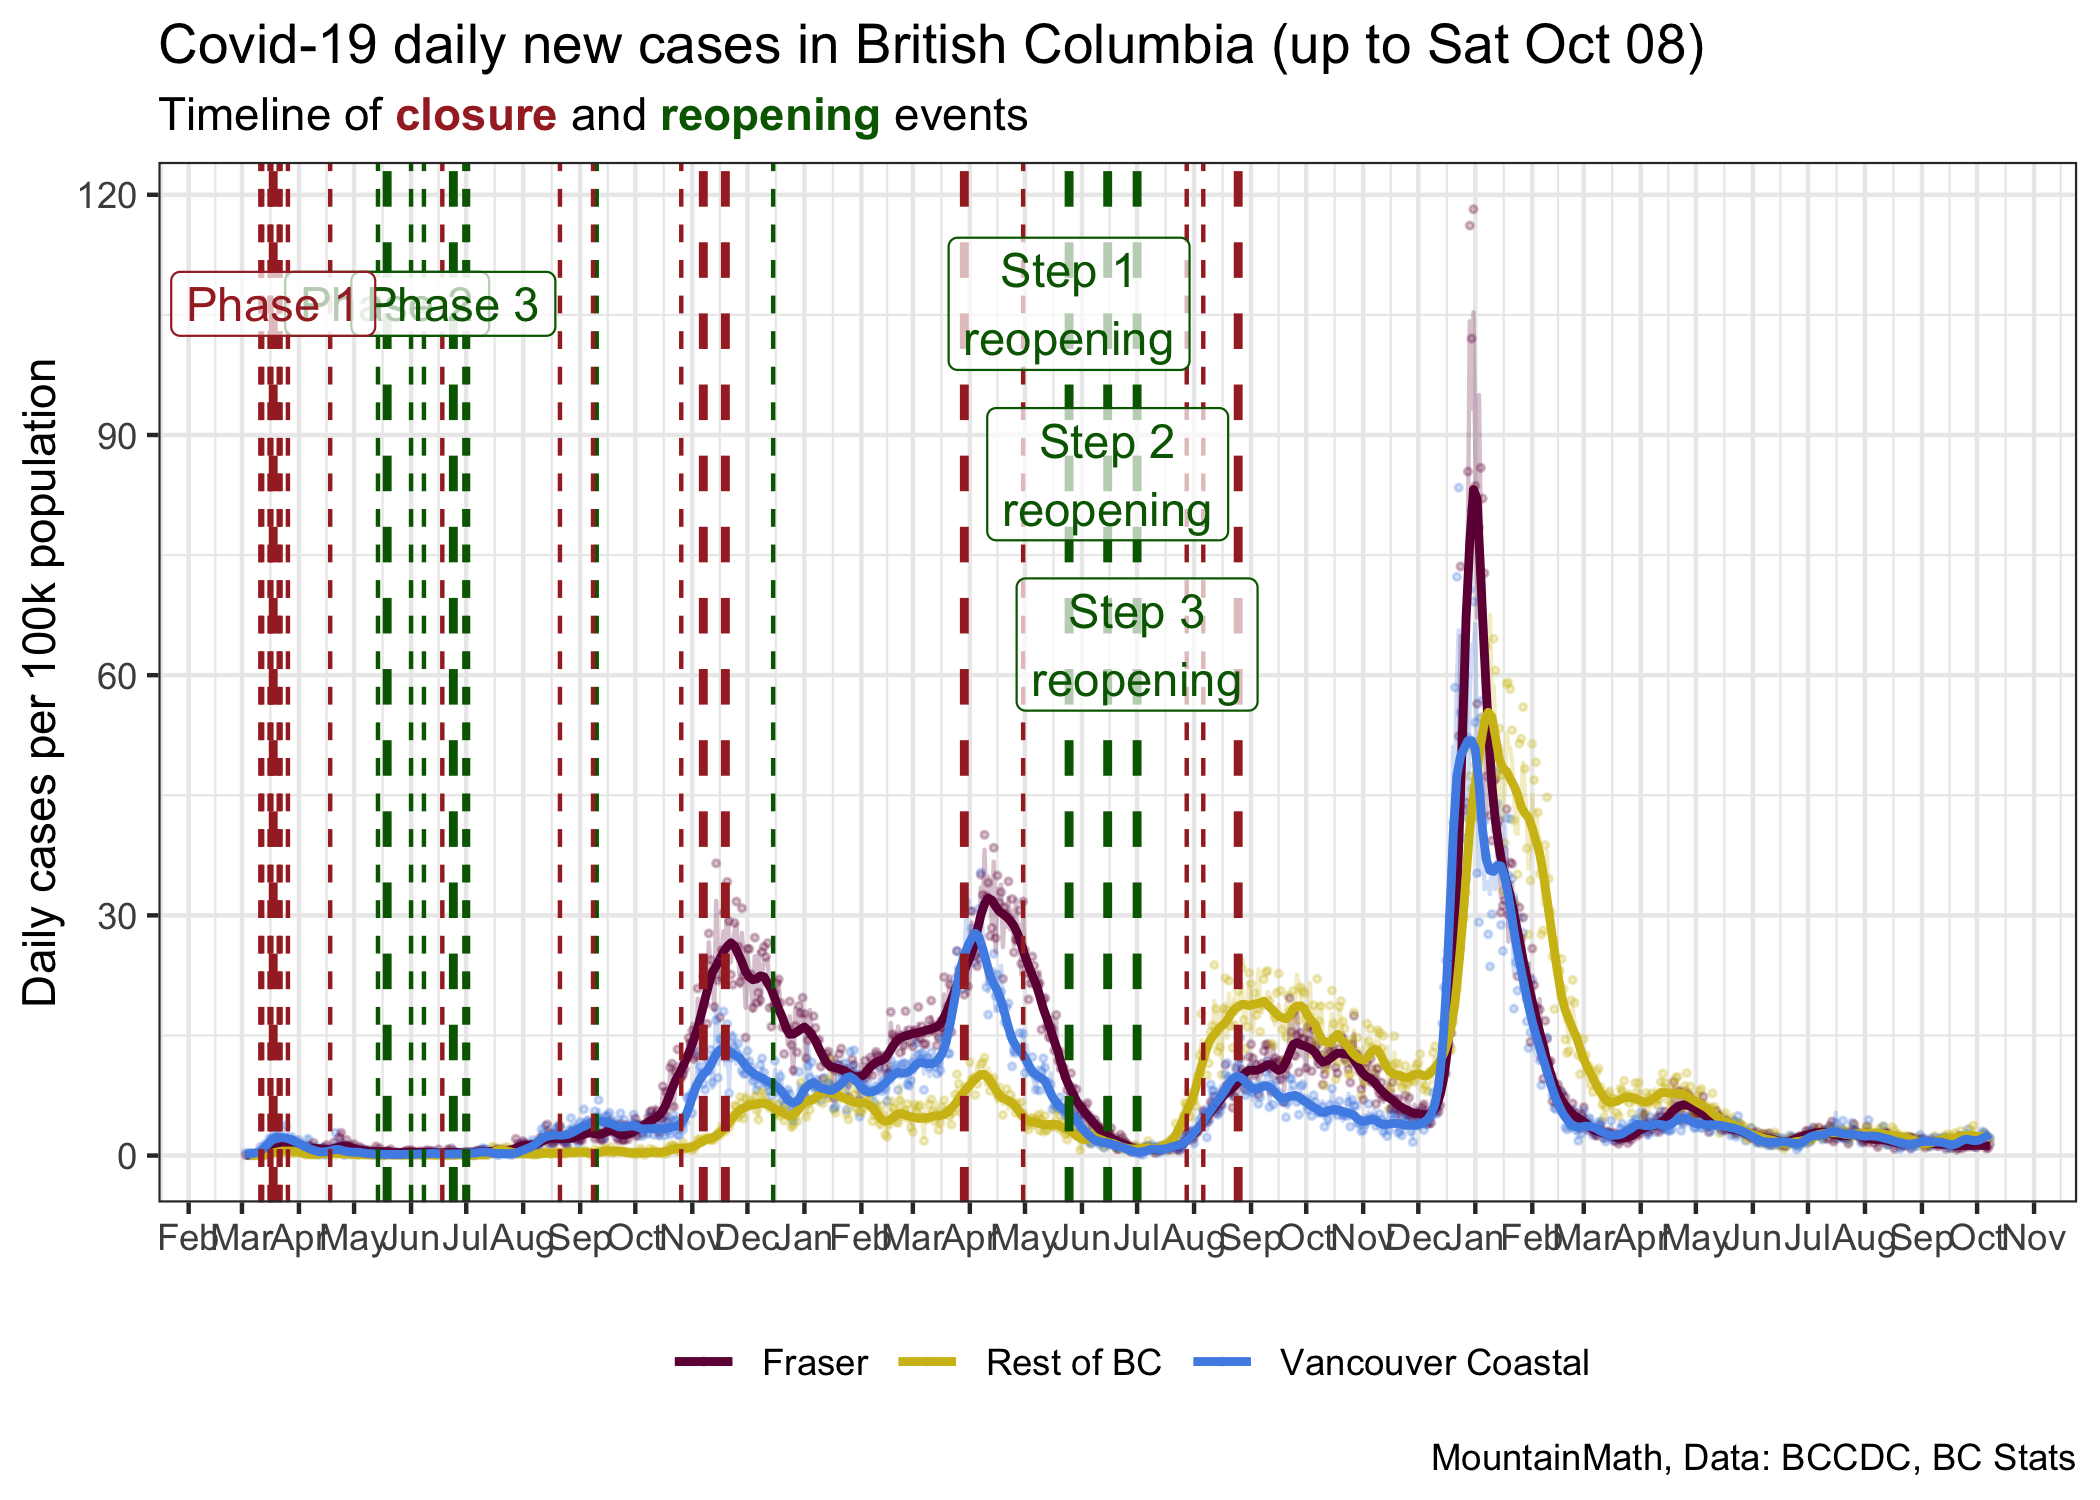 Covid-19 daily new cases in British Columbia (up to Sat Oct 08)
Timeline of closure and reopening events
Daily cases per 100k population
120
90
60
30
0
Phase 1
Phase 2
Phase 3
Step 1
reopening
Step 2
reopening
Step 3
reopening
Feb Mar Apr May Jun Jul Aug Sep Oct Nov Dec Jan Feb Mar Apr May Jun Jul Aug Sep Oct Nov Dec Jan Feb Mar Apr May Jun Jul Aug Sep Oct Nov
Fraser Rest of BC Vancouver Coastal
MountainMath, Data: BCCDC, BC Stats